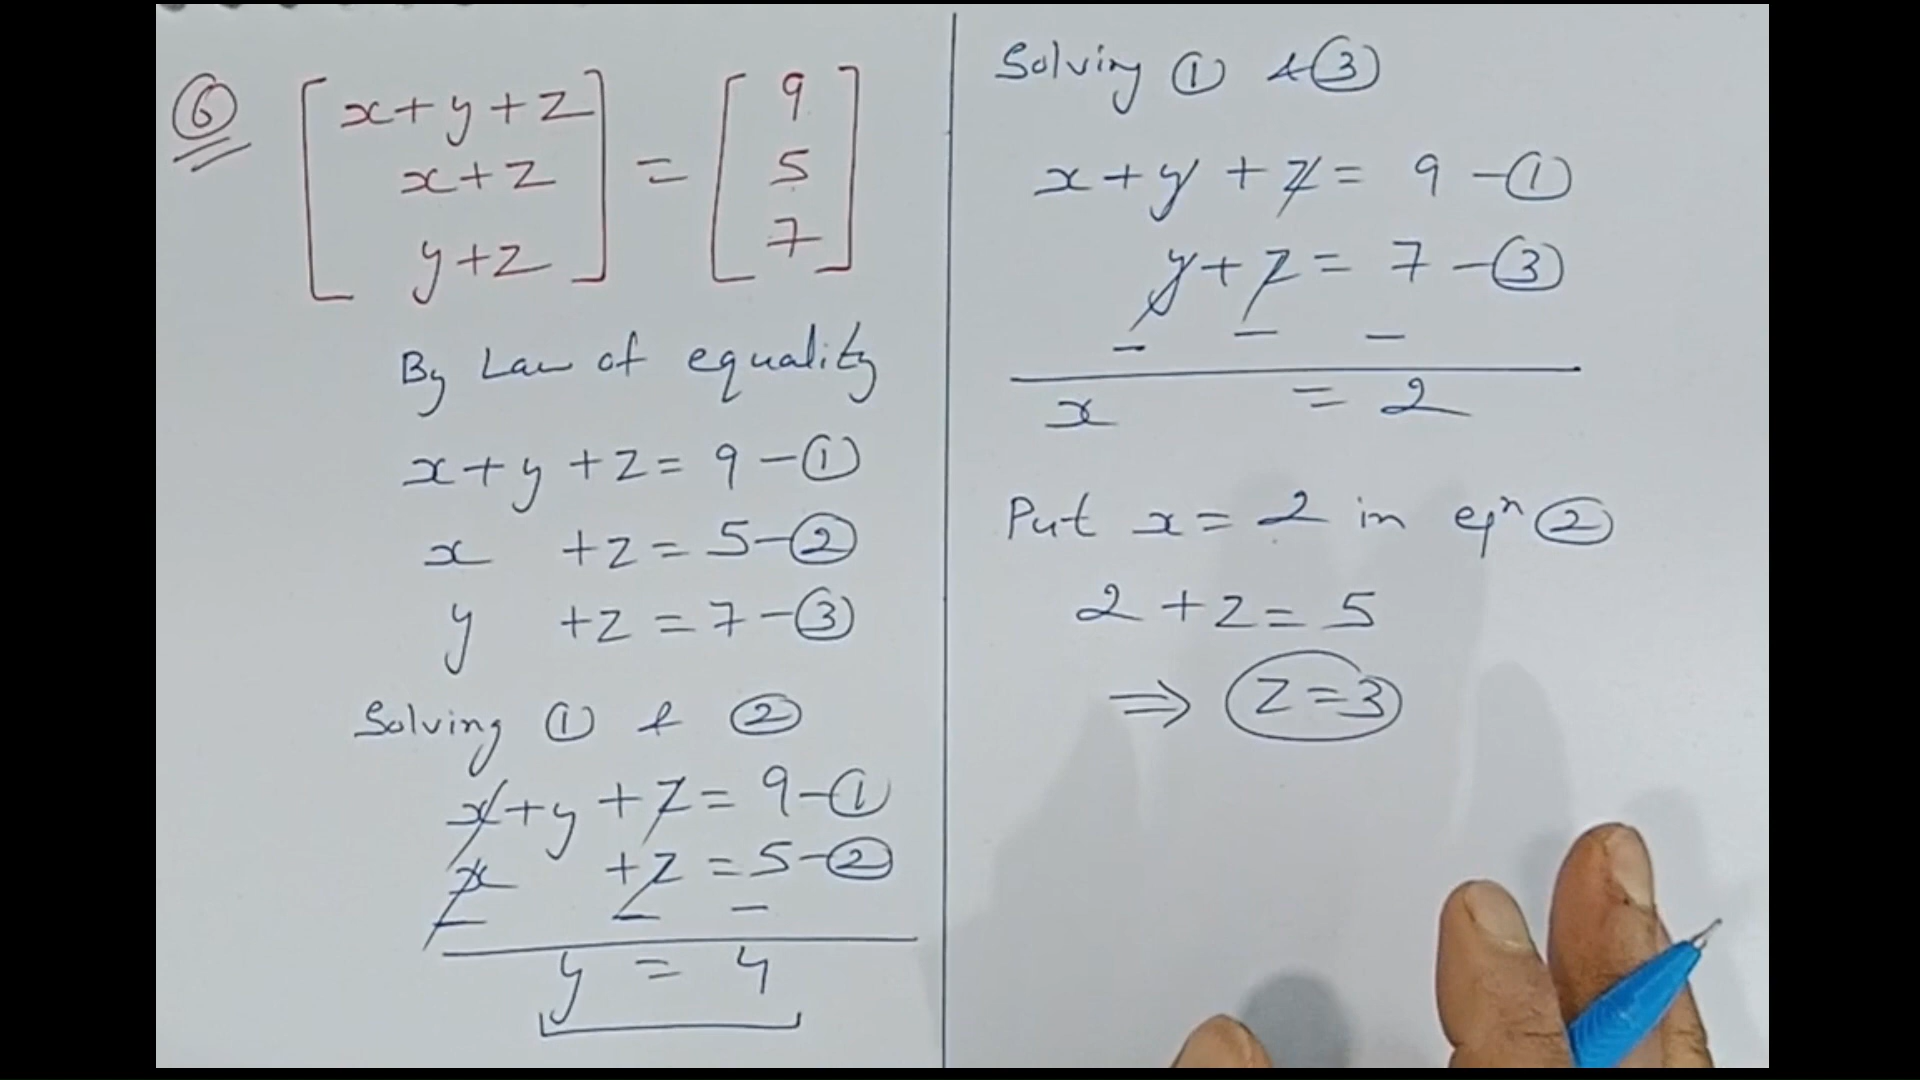 ⑥ [x+y+z] = [9]
[x+z] [5]
[y+z] [7]
By Law of equality
x+y+z=9-①
x +z=5-②
y +z=7-③
Solving ① & ②
x+y+z=9-①
x +z=5-②
- - -
y = 4
Solving ① & ③
x+y+z=9-①
y+z=7-③
- - -
x = 2
Put x=2 in eqⁿ ②
2+z=5
⇒ z=3